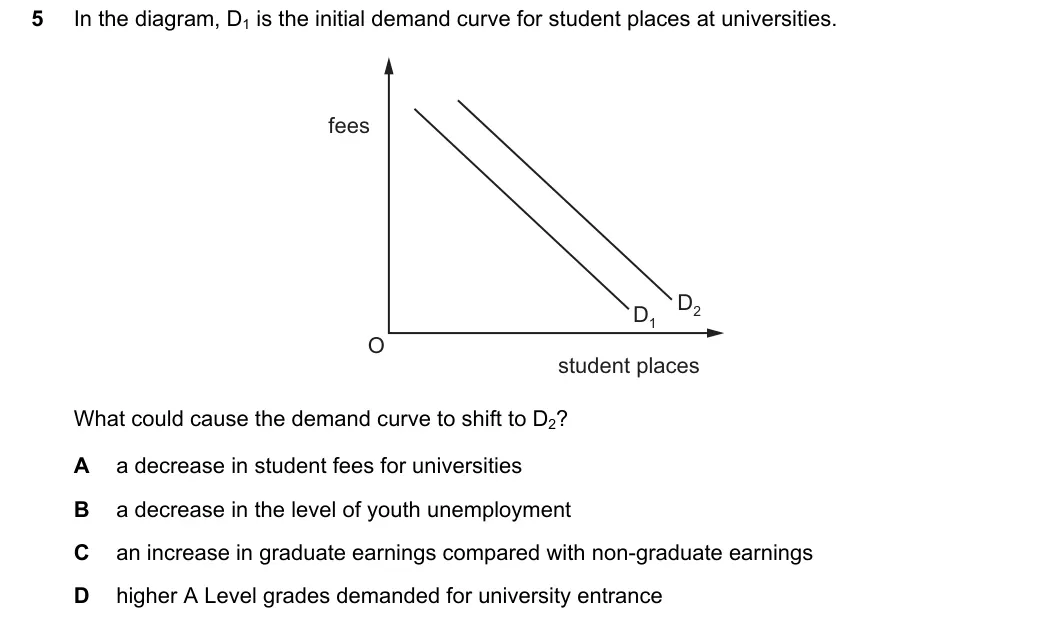 5 In the diagram, D₁ is the initial demand curve for student places at universities.
fees
D₂
D₁
O
student places
What could cause the demand curve to shift to D₂?
A a decrease in student fees for universities
B a decrease in the level of youth unemployment
C an increase in graduate earnings compared with non-graduate earnings
D higher A Level grades demanded for university entrance